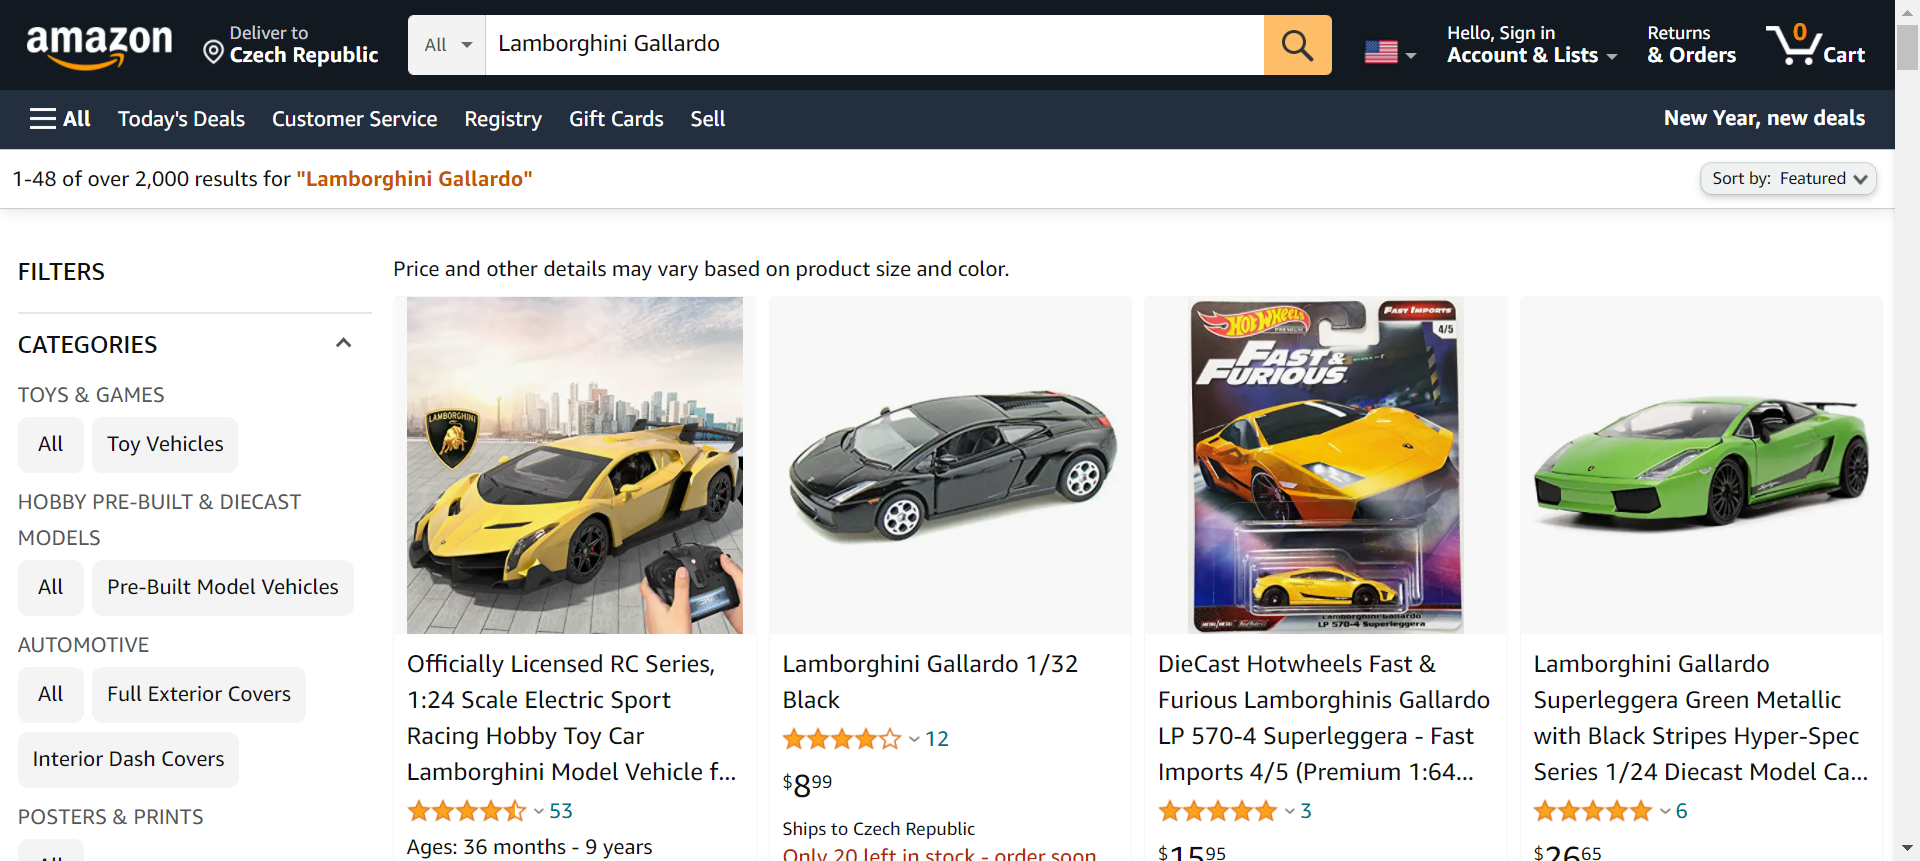 amazon
Deliver to
Czech Republic
All
Lamborghini Gallardo
Hello, Sign in
Account & Lists
Returns
& Orders
0
Cart
All
Today's Deals
Customer Service
Registry
Gift Cards
Sell
New Year, new deals
1-48 of over 2,000 results for "Lamborghini Gallardo"
Sort by: Featured
FILTERS
CATEGORIES
TOYS & GAMES
All
Toy Vehicles
HOBBY PRE-BUILT & DIECAST
MODELS
All
Pre-Built Model Vehicles
AUTOMOTIVE
All
Full Exterior Covers
Interior Dash Covers
POSTERS & PRINTS
All
Price and other details may vary based on product size and color.
LAMBORGHINI
Officially Licensed RC Series,
1:24 Scale Electric Sport
Racing Hobby Toy Car
Lamborghini Model Vehicle f...
53
Ages: 36 months - 9 years
Lamborghini Gallardo 1/32
Black
12
$899
Ships to Czech Republic
Only 20 left in stock - order soon
Hot Wheels
PREMIUM
FAST IMPORTS
4/5
FAST &
FURIOUS
Lamborghini Gallardo
LP 570-4 Superleggera
DieCast Hotwheels Fast &
Furious Lamborghinis Gallardo
LP 570-4 Superleggera - Fast
Imports 4/5 (Premium 1:64...
3
$1595
Lamborghini Gallardo
Superleggera Green Metallic
with Black Stripes Hyper-Spec
Series 1/24 Diecast Model Ca...
6
$2665